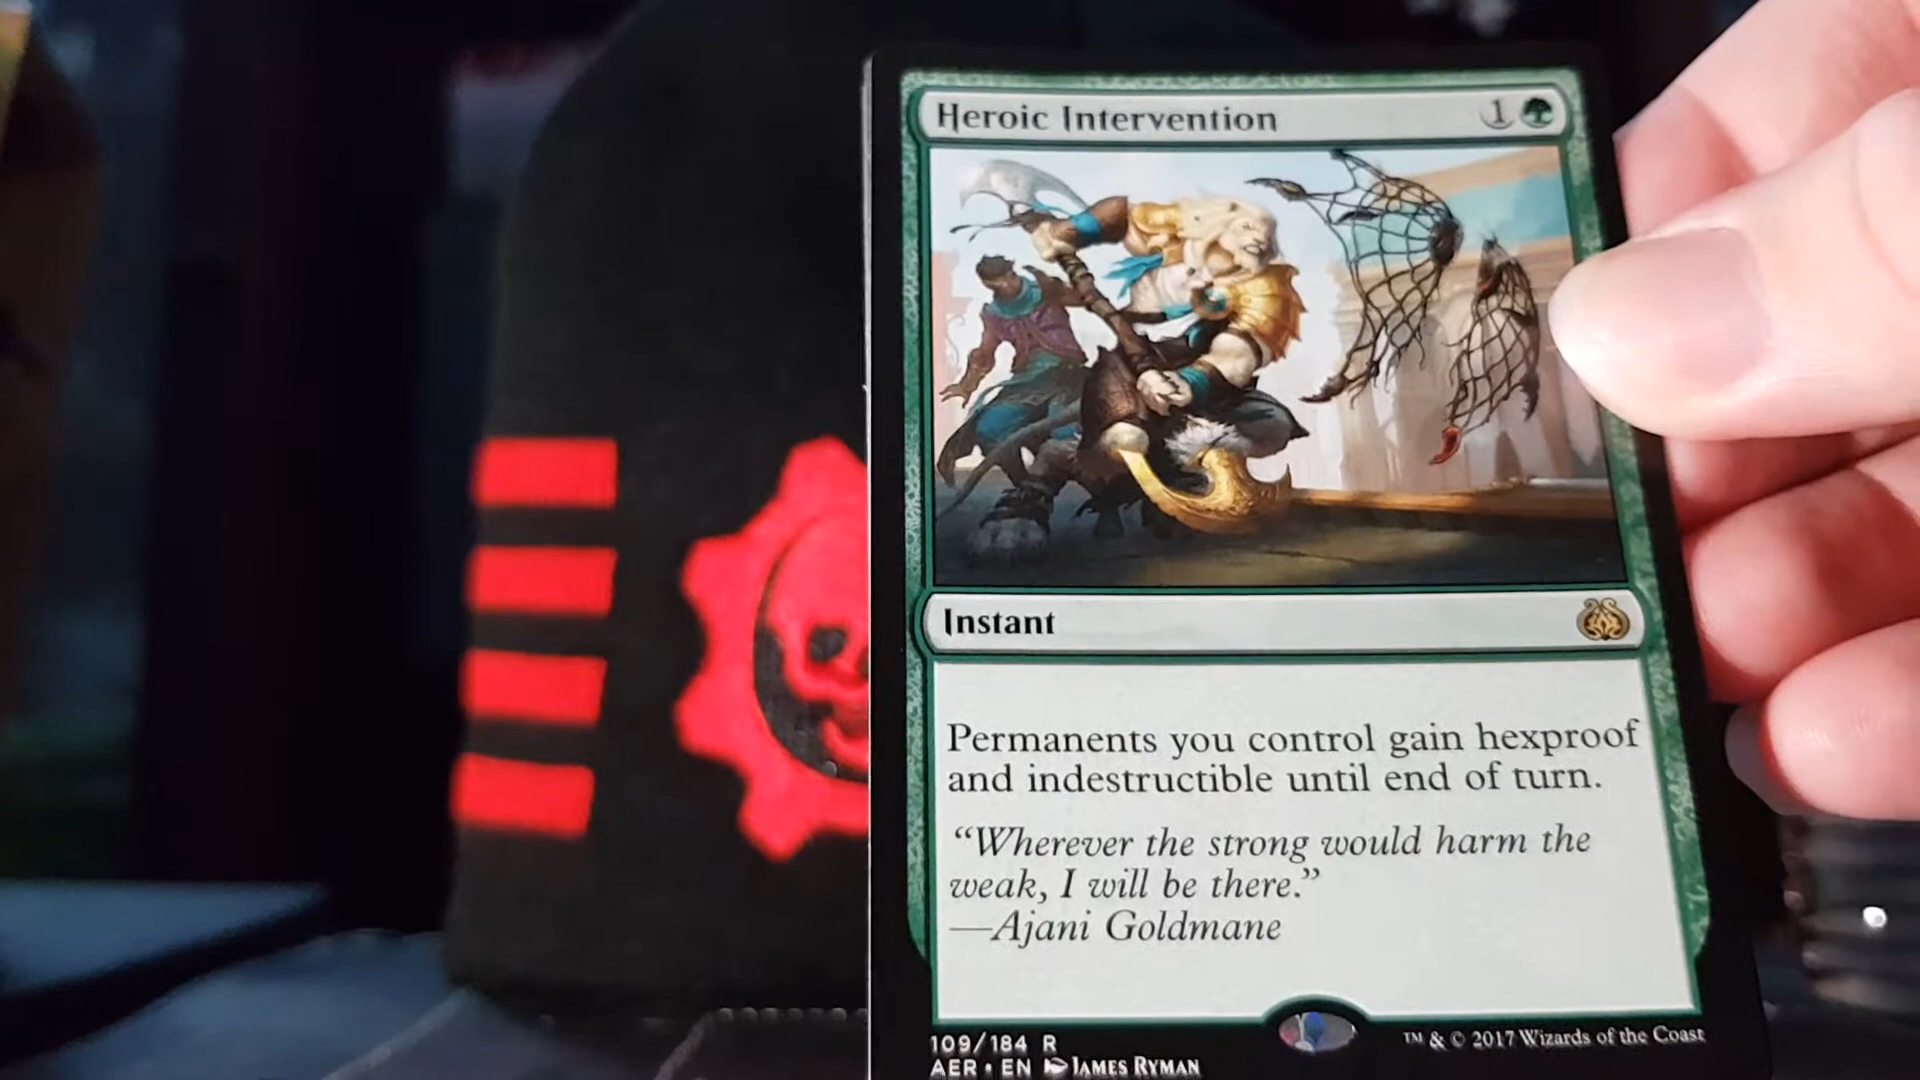 Heroic Intervention 1
Instant
Permanents you control gain hexproof
and indestructible until end of turn.
“Wherever the strong would harm the
weak, I will be there.”
—Ajani Goldmane
109/184 R
™ & © 2017 Wizards of the Coast
AER • EN James Ryman